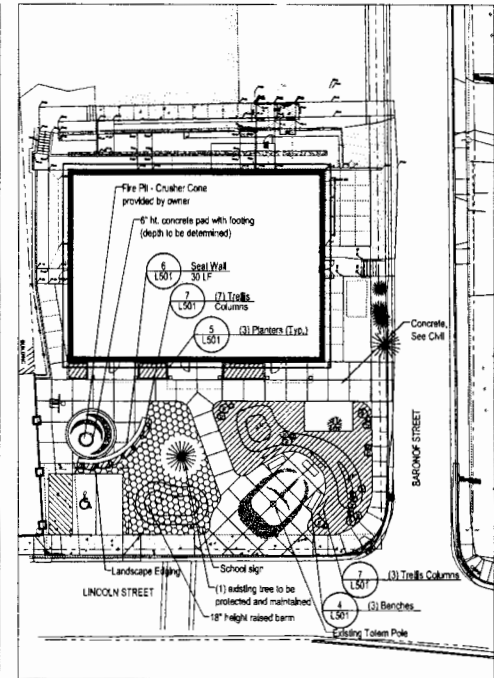 Fire Pit - Crusher Cone
provided by owner
6" ht. concrete pad with footing
(depth to be determined)
6
L501
Seat Wall
30 LF
7
L501
(7) Trellis
Columns
5
L501
(3) Planters (Typ.)
Concrete,
See Civil
BARONOF STREET
Landscape Edging
School sign
LINCOLN STREET
(1) existing tree to be
protected and maintained
18" height raised berm
7
L501
(3) Trellis Columns
4
L501
(3) Benches
Existing Totem Pole